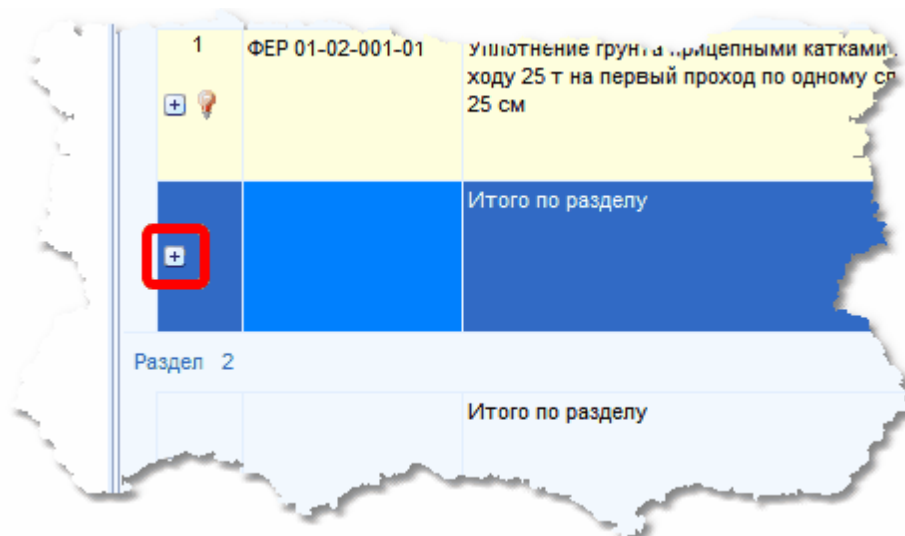 1 ФЕР 01-02-001-01 Уплотнение грунта прицепными катками
ходу 25 т на первый проход по одному сл
25 см
Итого по разделу
Раздел 2
Итого по разделу